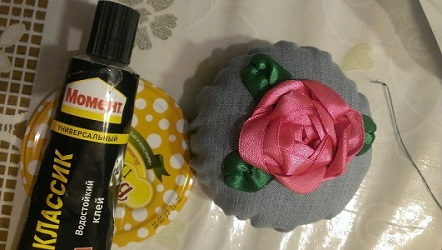 Момент
УНИВЕРСАЛЬНЫЙ
КЛАССИК
Водостойкий
клей